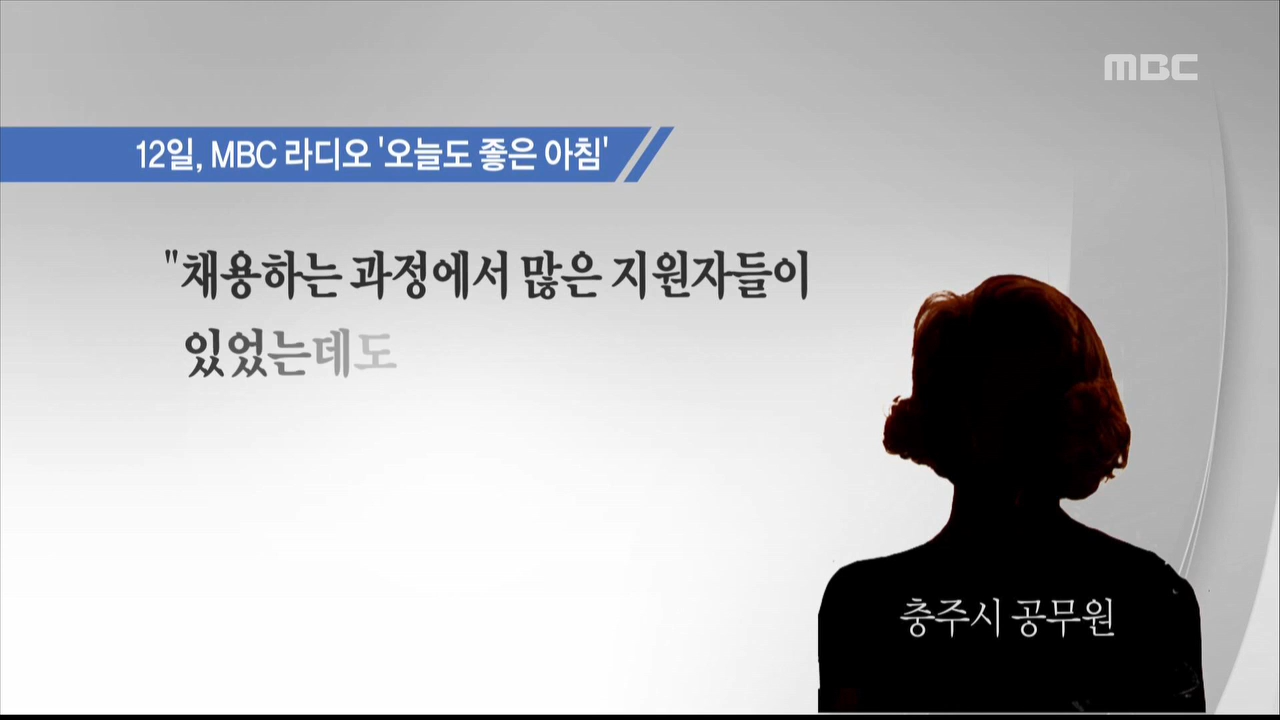 MBC
12일, MBC 라디오 '오늘도 좋은 아침'
"채용하는 과정에서 많은 지원자들이
있었는데도
충주시 공무원